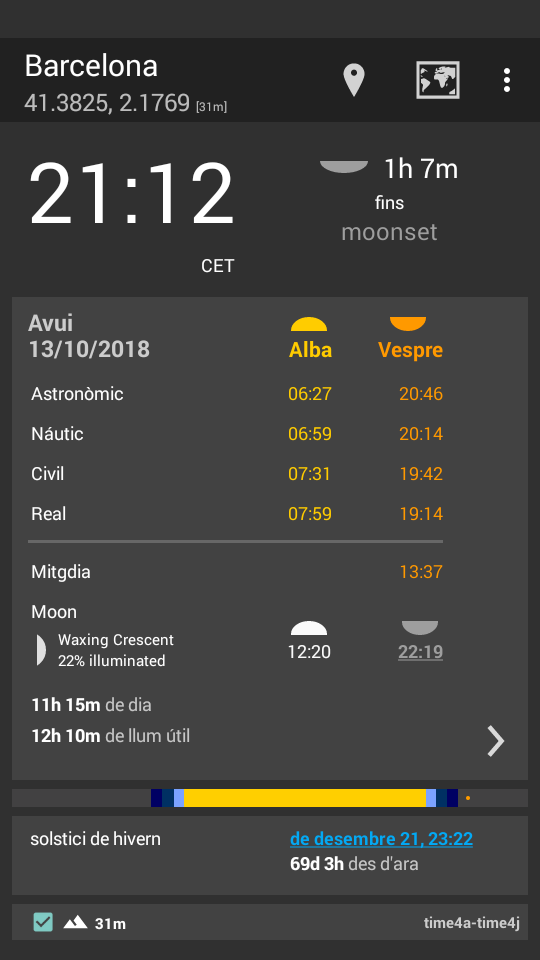 Barcelona
41.3825, 2.1769 [31m]
21:12
CET
1h 7m
fins
moonset
Avui
13/10/2018
Alba Vespre
Astronòmic 06:27 20:46
Náutic 06:59 20:14
Civil 07:31 19:42
Real 07:59 19:14
Mitgdia 13:37
Moon
Waxing Crescent
22% illuminated
12:20 22:19
11h 15m de dia
12h 10m de llum útil
solstici de hivern de desembre 21, 23:22
69d 3h des d'ara
31m time4a-time4j